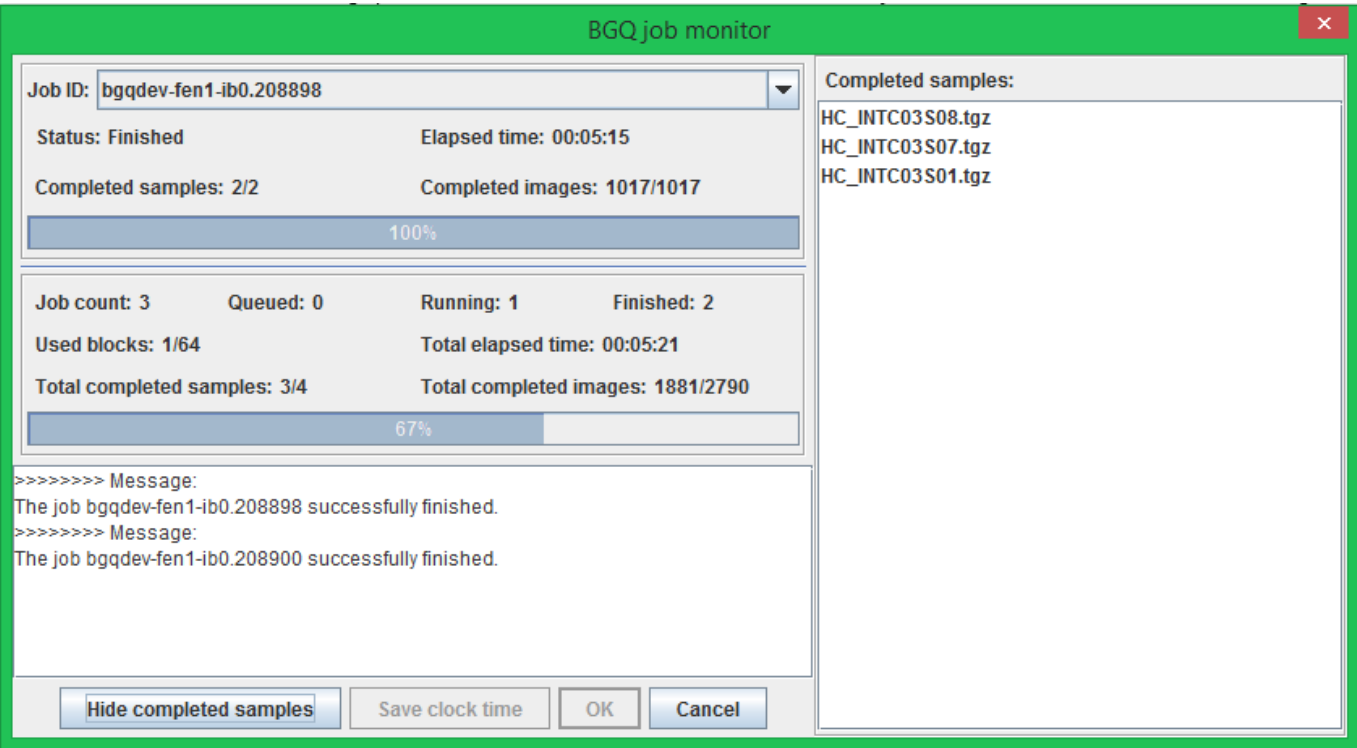 BGQ job monitor
Job ID: bgqdev-fen1-ib0.208898
Status: Finished Elapsed time: 00:05:15
Completed samples: 2/2 Completed images: 1017/1017
100%
Job count: 3 Queued: 0 Running: 1 Finished: 2
Used blocks: 1/64 Total elapsed time: 00:05:21
Total completed samples: 3/4 Total completed images: 1881/2790
67%
>>>>>>>> Message:
The job bgqdev-fen1-ib0.208898 successfully finished.
>>>>>>>> Message:
The job bgqdev-fen1-ib0.208900 successfully finished.
Hide completed samples Save clock time OK Cancel
Completed samples:
HC_INTC03S08.tgz
HC_INTC03S07.tgz
HC_INTC03S01.tgz